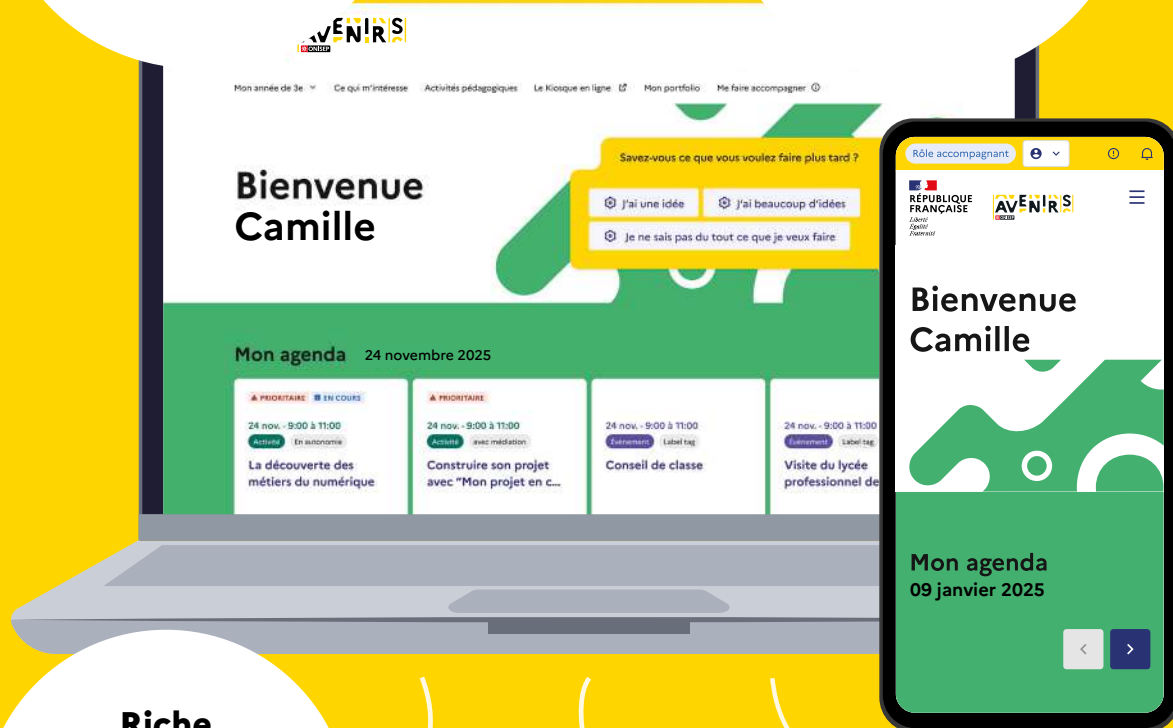 AVENIRS
ONISEP
Mon année de 3e
Ce qui m'intéresse
Activités pédagogiques
Le Kiosque en ligne
Mon portfolio
Me faire accompagner
Bienvenue
Camille
Savez-vous ce que vous voulez faire plus tard ?
J'ai une idée
J'ai beaucoup d'idées
Je ne sais pas du tout ce que je veux faire
Mon agenda 24 novembre 2025
PRIORITAIRE EN COURS
24 nov. - 9:00 à 11:00
Activité En autonomie
La découverte des
métiers du numérique
PRIORITAIRE
24 nov. - 9:00 à 11:00
Activité avec médiation
Construire son projet
avec "Mon projet en c...
24 nov. - 9:00 à 11:00
Évènement Label tag
Conseil de classe
24 nov. - 9:00 à 11:00
Évènement Label tag
Visite du lycée
professionnel de
Rôle accompagnant
RÉPUBLIQUE
FRANÇAISE
Liberté
Égalité
Fraternité
AVENIRS
ONISEP
Bienvenue
Camille
Mon agenda
09 janvier 2025
Riche